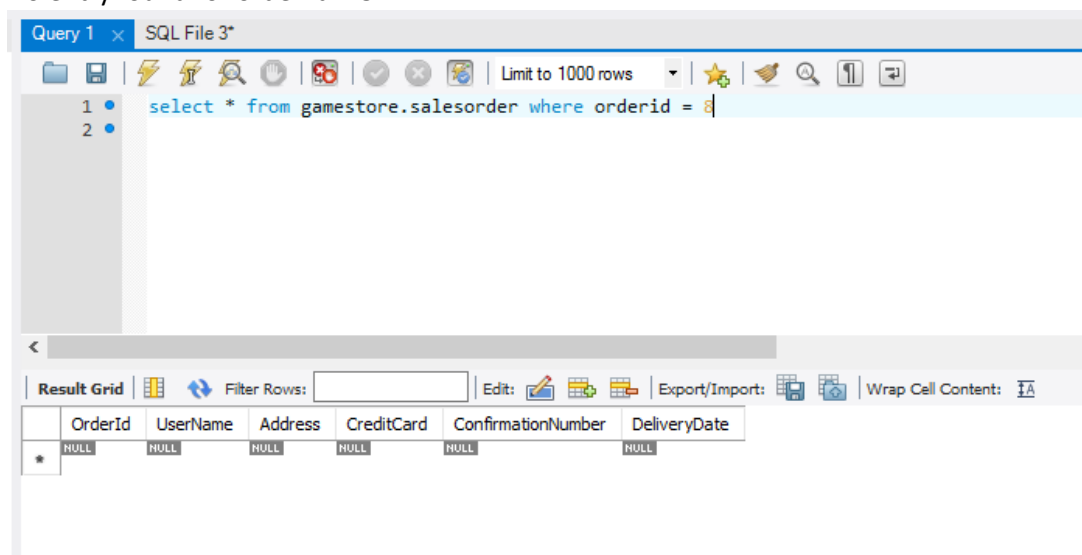 Query 1 × SQL File 3*
Limit to 1000 rows
1 select * from gamestore.salesorder where orderid = 8
2
Result Grid Filter Rows: Edit: Export/Import: Wrap Cell Content: IA
OrderId UserName Address CreditCard ConfirmationNumber DeliveryDate
* NULL NULL NULL NULL NULL NULL